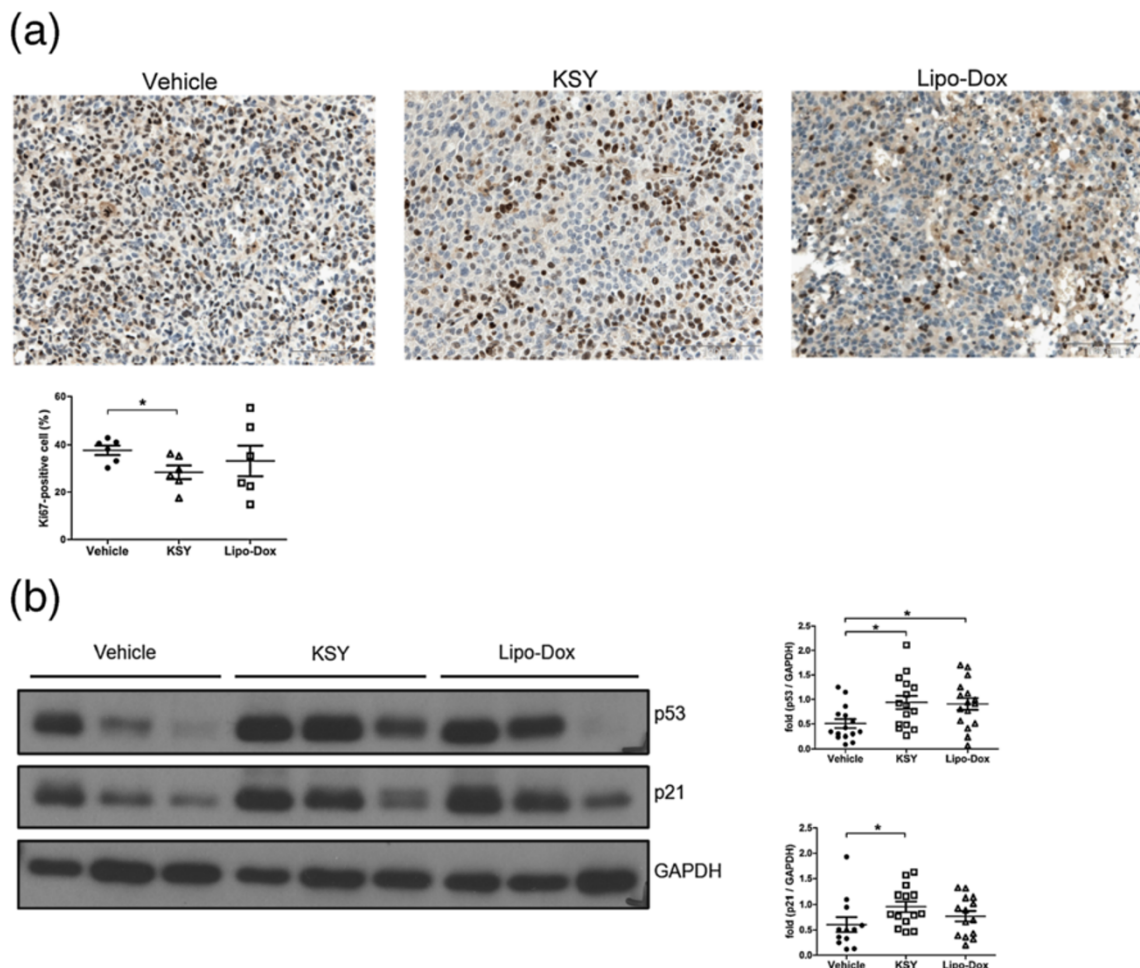 (a)
Vehicle KSY Lipo-Dox
Ki67-positive cell (%)
60
40
20
0
*
Vehicle KSY Lipo-Dox
(b)
Vehicle KSY Lipo-Dox
p53
p21
GAPDH
fold (p53 / GAPDH)
2.5
2.0
1.5
1.0
0.5
0.0
*
*
Vehicle KSY Lipo-Dox
fold (p21 / GAPDH)
2.5
2.0
1.5
1.0
0.5
0.0
*
Vehicle KSY Lipo-Dox